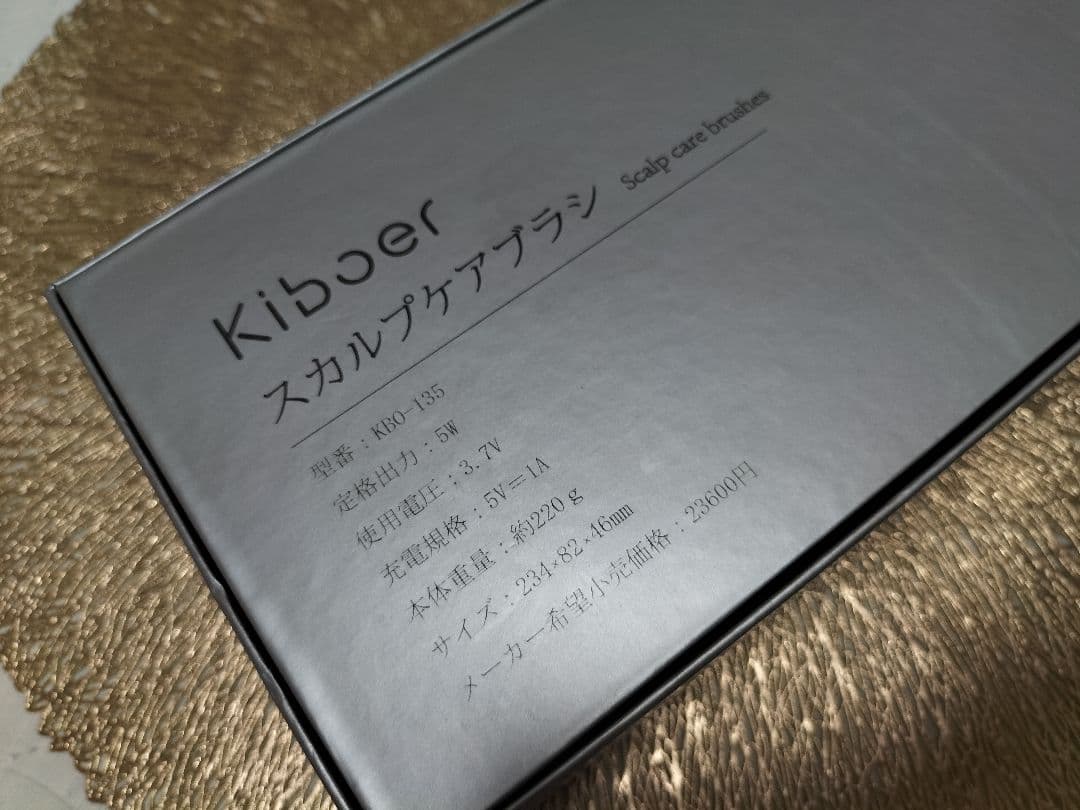 Kiboer
スカルプケアブラシ Scalp care brushes
型番：KBO-135
定格出力：5W
使用電圧：3.7V
充電規格：5V＝1A
本体重量：約220g
サイズ：234×82×46mm
メーカー希望小売価格：23600円